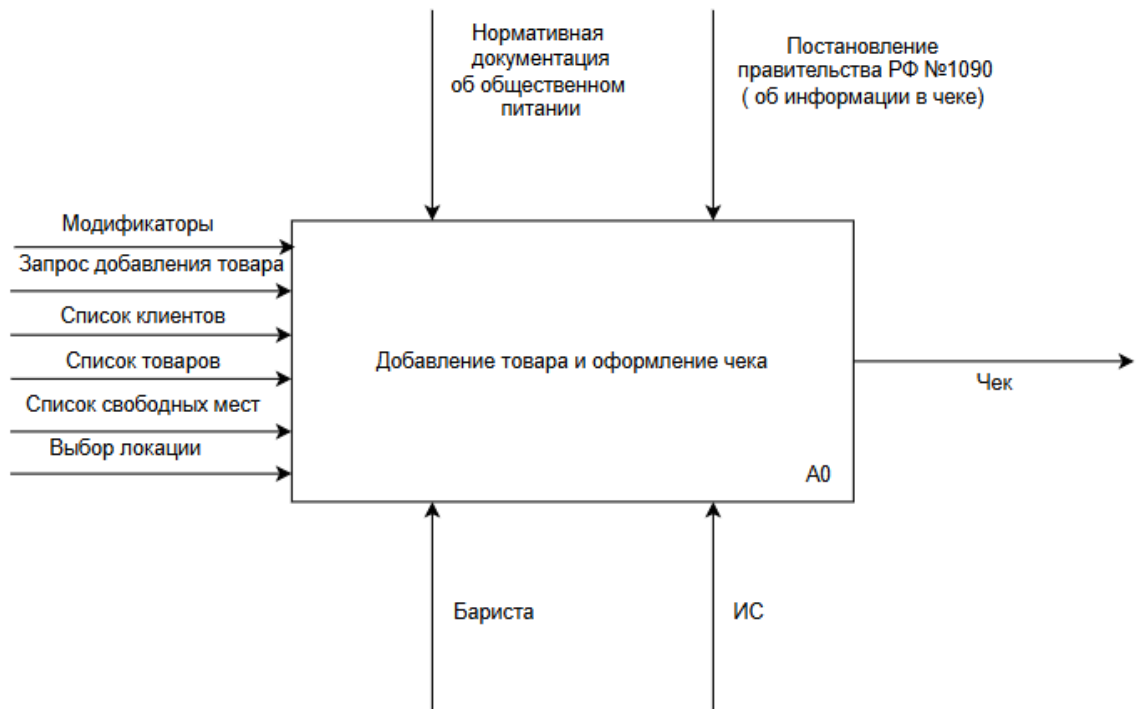 Нормативная
документация
об общественном
питании
Постановление
правительства РФ №1090
( об информации в чеке)
Модификаторы
Запрос добавления товара
Список клиентов
Список товаров
Список свободных мест
Выбор локации
Добавление товара и оформление чека
Чек
A0
Бариста
ИС